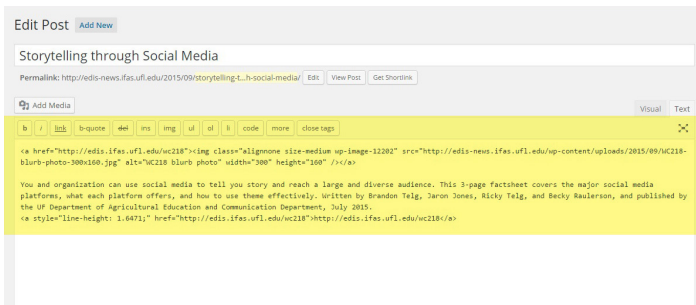 Edit Post Add New
Storytelling through Social Media
Permalink: http://edis-news.ifas.ufl.edu/2015/09/storytelling-t...h-social-media/ Edit View Post Get Shortlink
Add Media Visual Text
b i link b-quote del ins img ul ol li code more close tags
<a href="http://edis.ifas.ufl.edu/wc218"><img class="alignnone size-medium wp-image-12202" src="http://edis-news.ifas.ufl.edu/wp-content/uploads/2015/09/WC218-
blurb-photo-300x160.jpg" alt="WC218 blurb photo" width="300" height="160" /></a>
You and organization can use social media to tell you story and reach a large and diverse audience. This 3-page factsheet covers the major social media
platforms, what each platform offers, and how to use theme effectively. Written by Brandon Telg, Jaron Jones, Ricky Telg, and Becky Raulerson, and published by
the UF Department of Agricultural Education and Communication Department, July 2015.
<a style="line-height: 1.6471;" href="http://edis.ifas.ufl.edu/wc218">http://edis.ifas.ufl.edu/wc218</a>